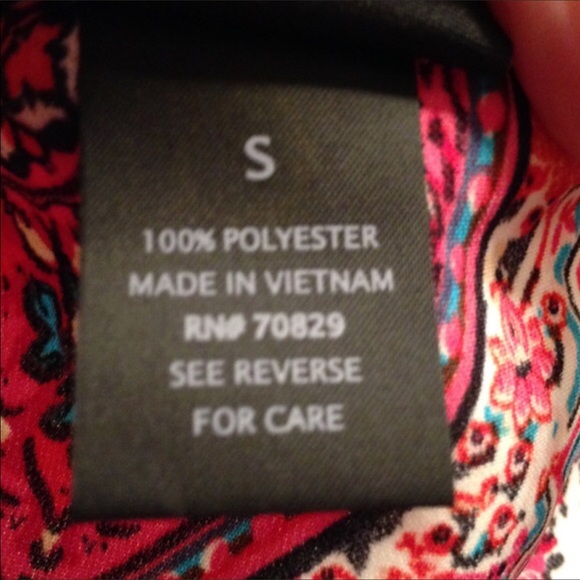 S
100% POLYESTER
MADE IN VIETNAM
RN# 70829
SEE REVERSE
FOR CARE